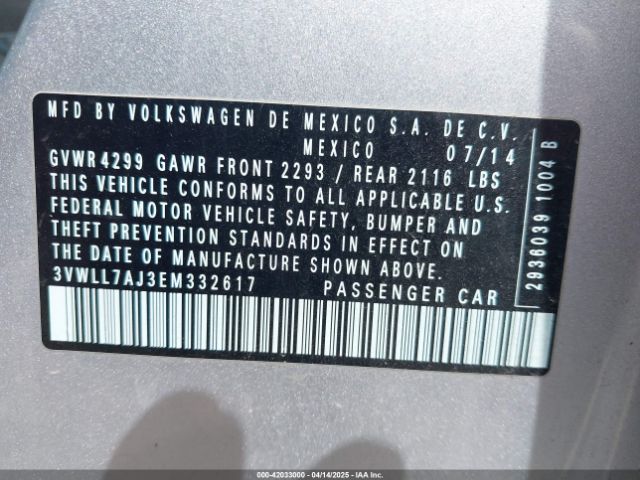 MFD BY VOLKSWAGEN DE MEXICO S.A. DE C.V.
MEXICO 07/14
GVWR 4299 GAWR FRONT 2293 / REAR 2116 LBS
THIS VEHICLE CONFORMS TO ALL APPLICABLE U.S.
FEDERAL MOTOR VEHICLE SAFETY, BUMPER AND
THEFT PREVENTION STANDARDS IN EFFECT ON
THE DATE OF MANUFACTURE SHOWN ABOVE.
3VWLL7AJ3EM332617 PASSENGER CAR
2936039 1004 B
000-42033000 - 04/14/2025 - IAA Inc.